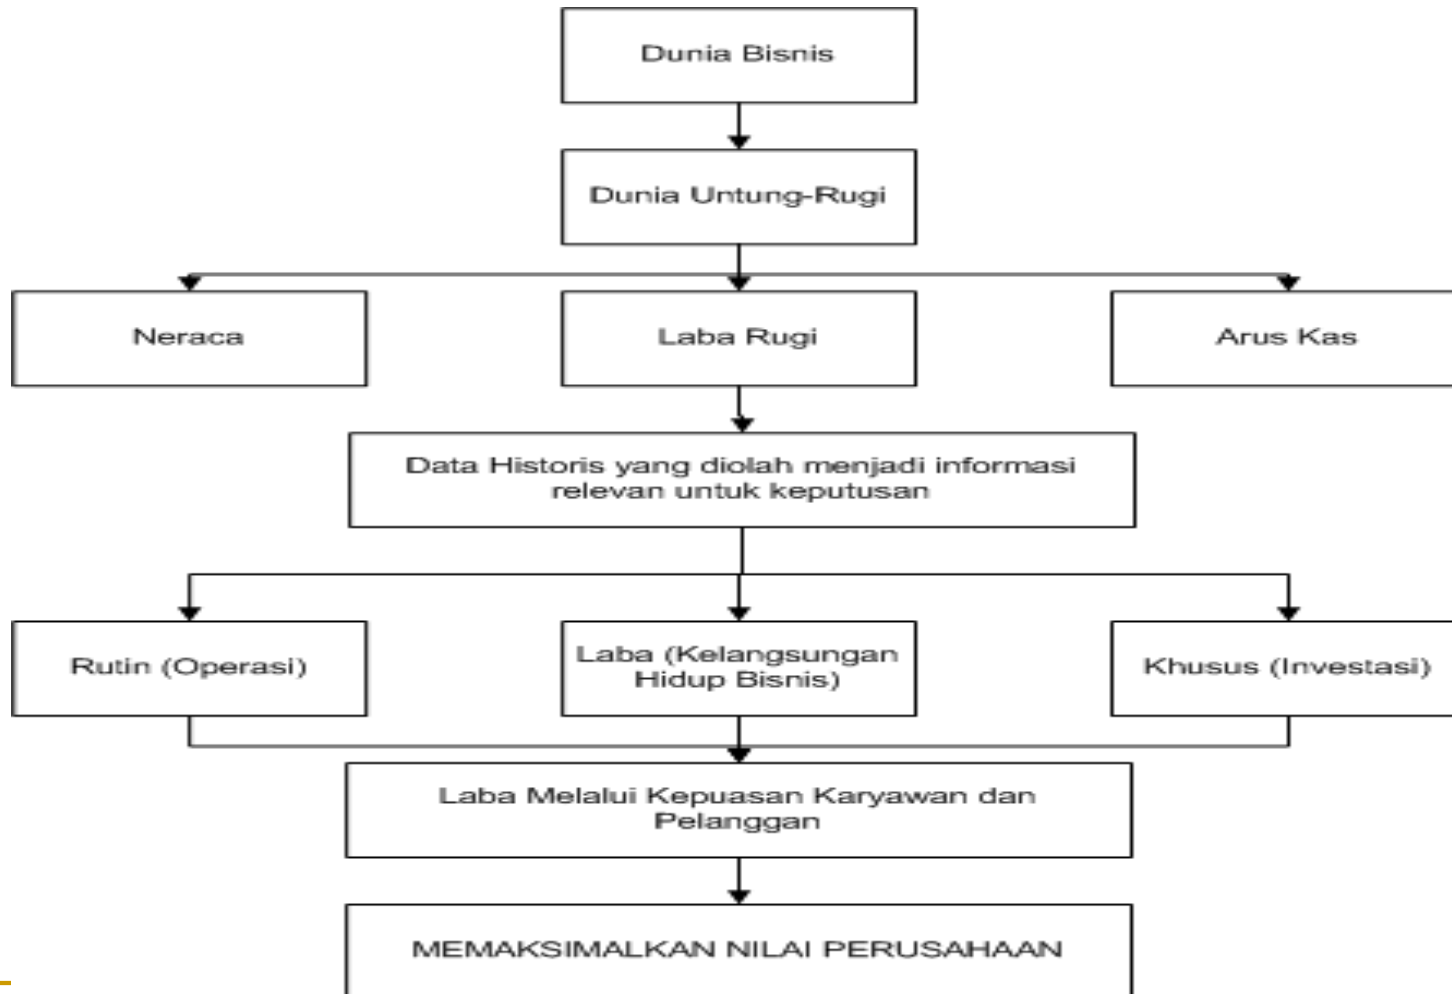 Dunia Bisnis
Dunia Untung-Rugi
Neraca
Laba Rugi
Arus Kas
Data Historis yang diolah menjadi informasi
relevan untuk keputusan
Rutin (Operasi)
Laba (Kelangsungan
Hidup Bisnis)
Khusus (Investasi)
Laba Melalui Kepuasan Karyawan dan
Pelanggan
MEMAKSIMALKAN NILAI PERUSAHAAN